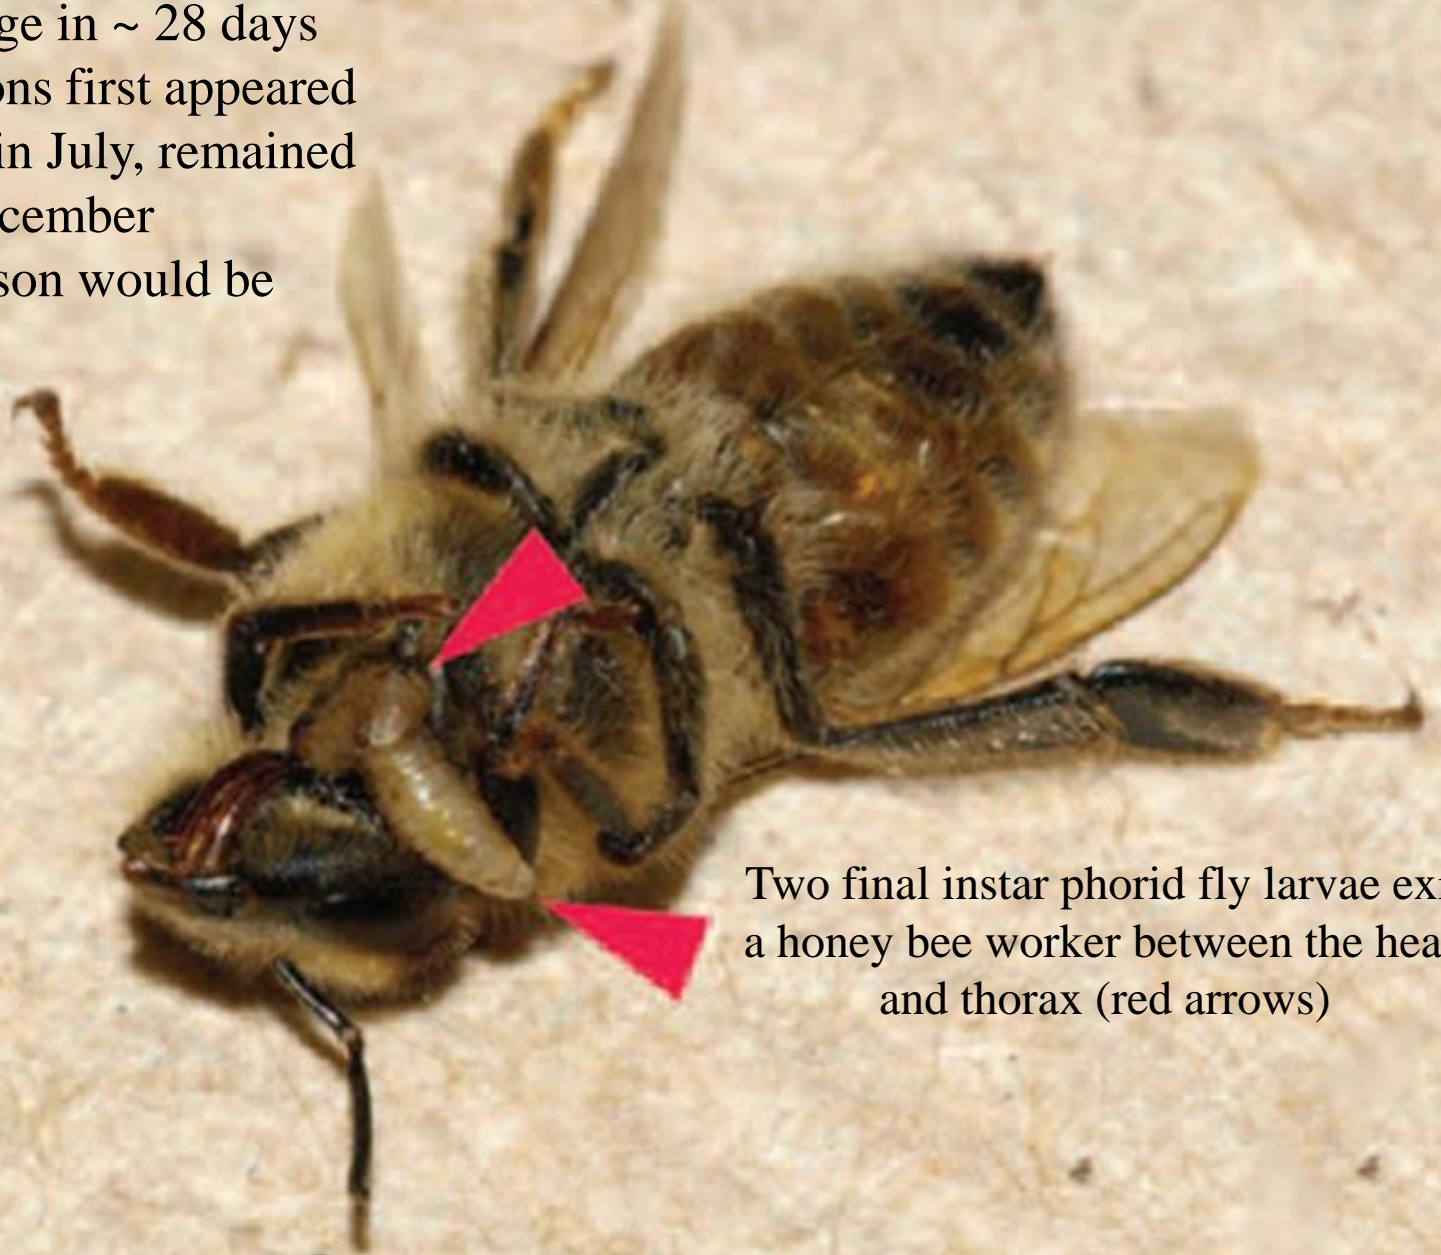 ge in ~ 28 days
ons first appeared
in July, remained
cember
son would be
Two final instar phorid fly larvae exi
a honey bee worker between the hea
and thorax (red arrows)